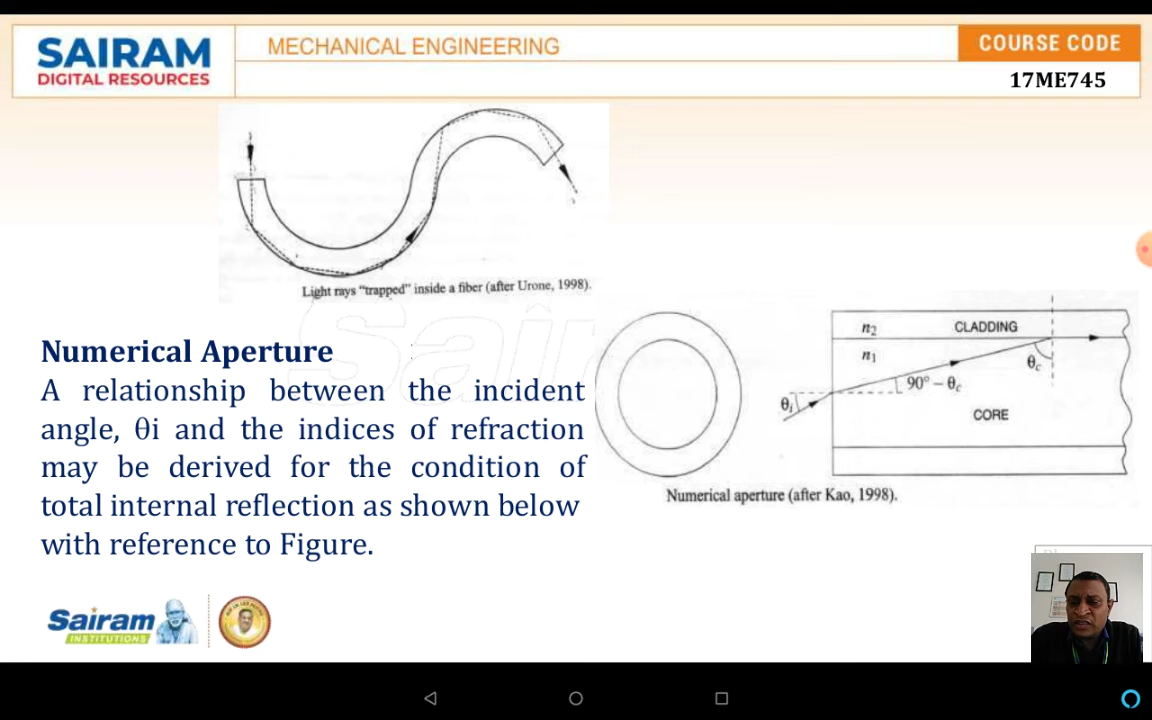 SAIRAM
DIGITAL RESOURCES
MECHANICAL ENGINEERING
COURSE CODE
17ME745
Light rays "trapped" inside a fiber (after Urone, 1998).
Numerical Aperture
A relationship between the incident
angle, θi and the indices of refraction
may be derived for the condition of
total internal reflection as shown below
with reference to Figure.
n2 CLADDING
n1
θc
90° – θc
θi
CORE
Numerical aperture (after Kao, 1998).
Sairam
INSTITUTIONS